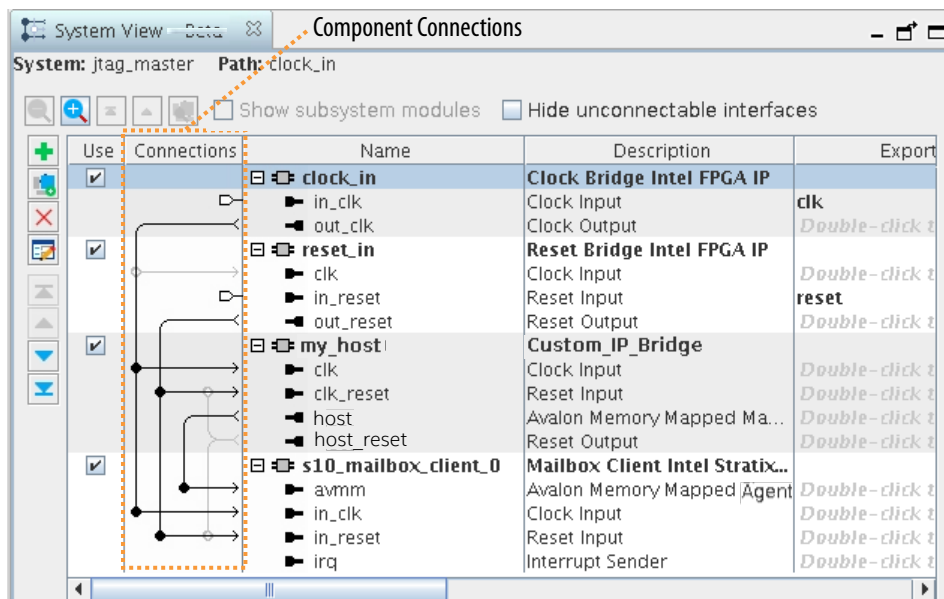 System View - Beta
Component Connections
System: jtag_master Path: clock_in
Show subsystem modules Hide unconnectable interfaces
Use Connections Name Description Export
clock_in Clock Bridge Intel FPGA IP
in_clk Clock Input clk
out_clk Clock Output Double-click t
reset_in Reset Bridge Intel FPGA IP
clk Clock Input Double-click t
in_reset Reset Input reset
out_reset Reset Output Double-click t
my_host Custom_IP_Bridge
clk Clock Input Double-click t
clk_reset Reset Input Double-click t
host Avalon Memory Mapped Ma... Double-click t
host_reset Reset Output Double-click t
s10_mailbox_client_0 Mailbox Client Intel Stratix...
avmm Avalon Memory Mapped Agent Double-click t
in_clk Clock Input Double-click t
in_reset Reset Input Double-click t
irq Interrupt Sender Double-click t